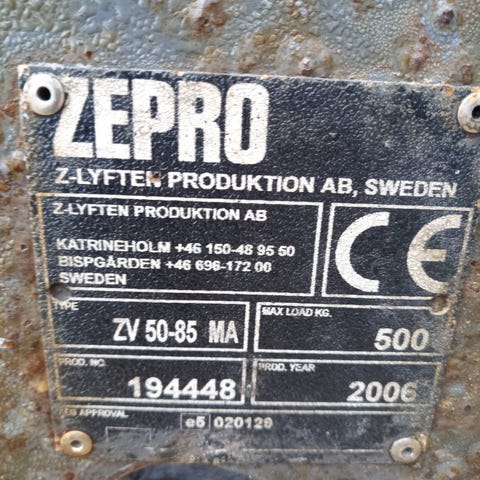 ZEPRO
Z-LYFTEN PRODUKTION AB, SWEDEN
Z-LYFTEN PRODUKTION AB
KATRINEHOLM +46 150-48 95 50
BISPGÅRDEN +46 696-172 00
SWEDEN
CE
TYPE
ZV 50-85 MA
MAX LOAD KG.
500
PROD. NO.
194448
PROD. YEAR
2006
APPROVAL
e5 020129